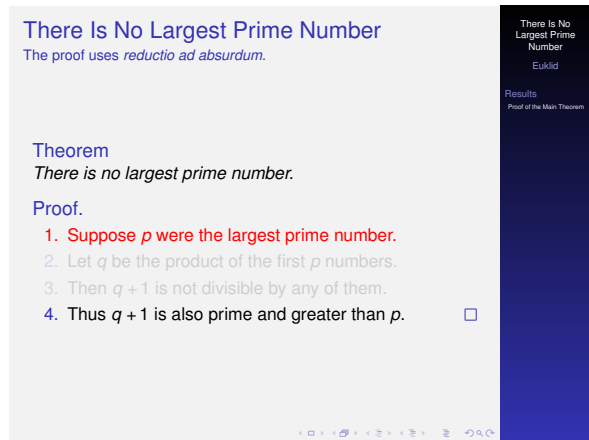 There Is No Largest Prime Number
The proof uses reductio ad absurdum.
Theorem
There is no largest prime number.
Proof.
1. Suppose p were the largest prime number.
2. Let q be the product of the first p numbers.
3. Then q + 1 is not divisible by any of them.
4. Thus q + 1 is also prime and greater than p.
There Is No
Largest Prime
Number
Euklid
Results
Proof of the Main Theorem